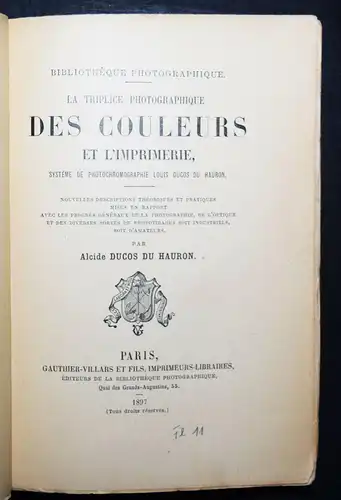 BIBLIOTHÈQUE PHOTOGRAPHIQUE.
LA TRIPLICE PHOTOGRAPHIQUE
DES COULEURS
ET L'IMPRIMERIE,
SYSTÈME DE PHOTOCHROMOGRAPHIE LOUIS DUCOS DU HAURON.
NOUVELLES DESCRIPTIONS THÉORIQUES ET PRATIQUES
MISES EN RAPPORT
AVEC LES PROGRÈS GÉNÉRAUX DE LA PHOTOGRAPHIE, DE L'OPTIQUE
ET DES DIVERSES SORTES DE PHOTOTIRAGES SOIT INDUSTRIELS,
SOIT D'AMATEURS,
PAR
Alcide DUCOS DU HAURON.
PARIS,
GAUTHIER-VILLARS ET FILS, IMPRIMEURS-LIBRAIRES,
ÉDITEURS DE LA BIBLIOTHÈQUE PHOTOGRAPHIQUE,
Quai des Grands-Augustins, 55.
1897
(Tous droits réservés.)